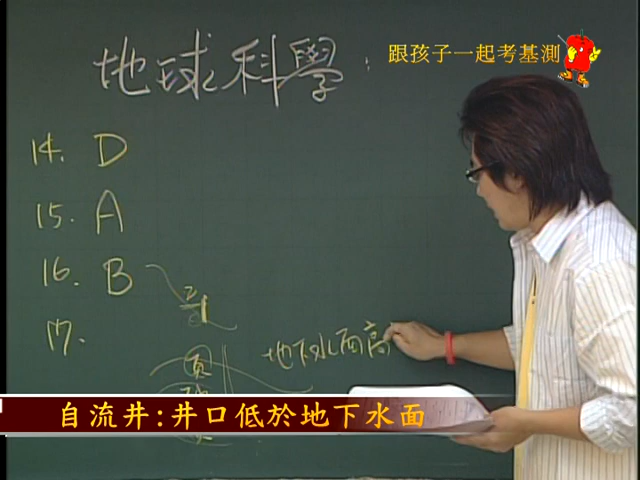 跟孩子一起考基測
地球科學:
14. D
15. A
16. B
17.
地下水面高
頁
自流井:井口低於地下水面